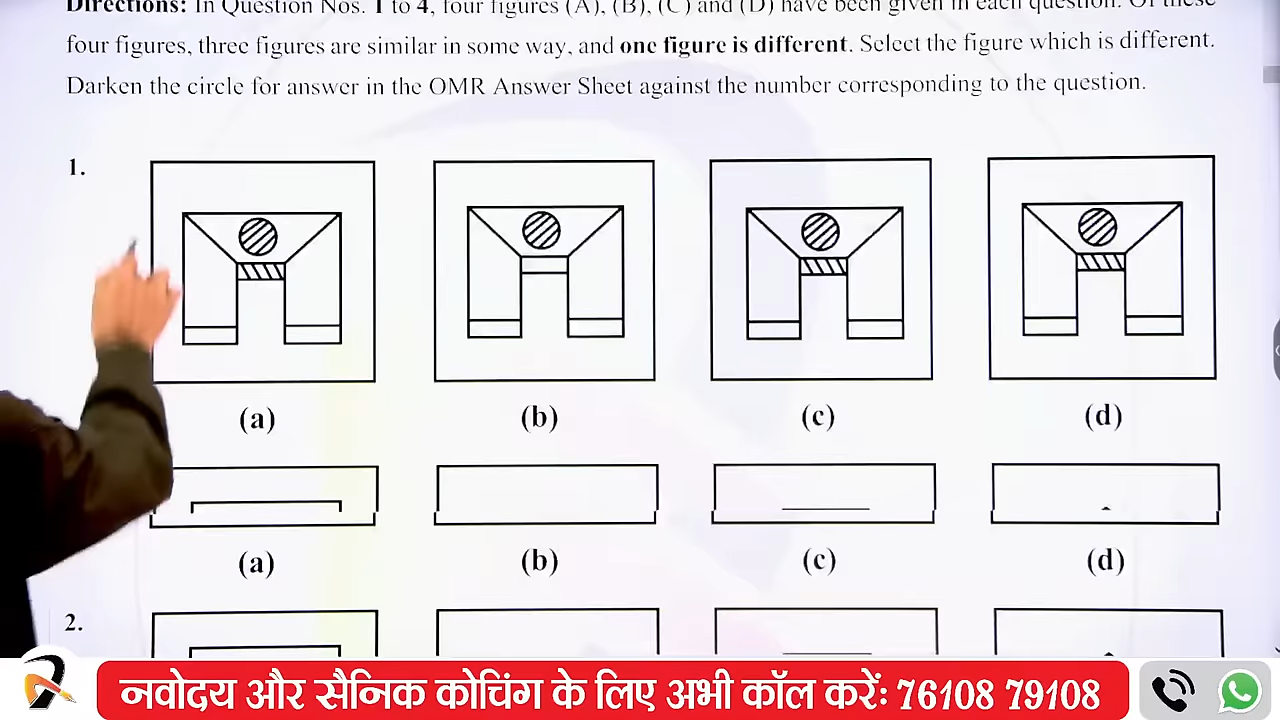 Directions: In Question Nos. 1 to 4, four figures (A), (B), (C) and (D) have been given in each question. Of these
four figures, three figures are similar in some way, and one figure is different. Select the figure which is different.
Darken the circle for answer in the OMR Answer Sheet against the number corresponding to the question.
1.
(a) (b) (c) (d)
(a) (b) (c) (d)
2.
नवोदय और सैनिक कोचिंग के लिए अभी कॉल करें: 76108 79108